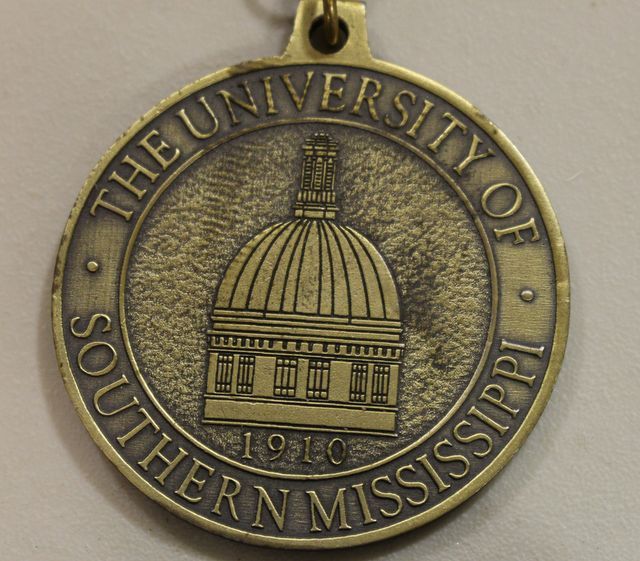 THE UNIVERSITY OF
SOUTHERN MISSISSIPPI
1910